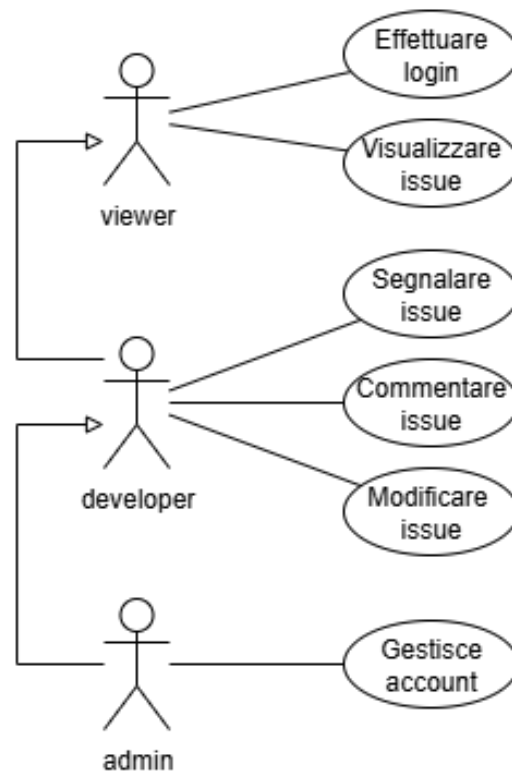 Effettuare
login
viewer
Visualizzare
issue
Segnalare
issue
developer
Commentare
issue
Modificare
issue
admin
Gestisce
account